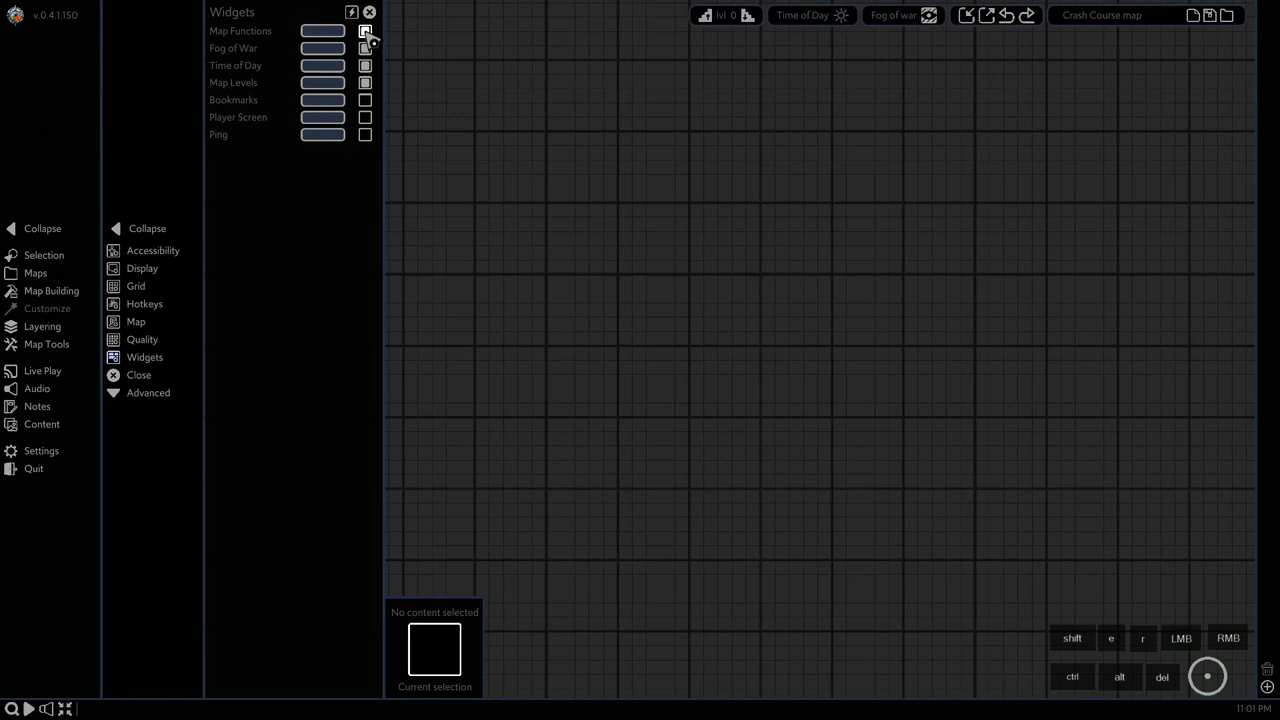 v.0.4.1.150
Widgets
Map Functions
Fog of War
Time of Day
Map Levels
Bookmarks
Player Screen
Ping
lvl 0
Time of Day
Fog of war
Crash Course map
Collapse
Selection
Maps
Map Building
Customize
Layering
Map Tools
Live Play
Audio
Notes
Content
Settings
Quit
Collapse
Accessibility
Display
Grid
Hotkeys
Map
Quality
Widgets
Close
Advanced
No content selected
Current selection
shift e r LMB RMB
ctrl alt del
11:01 PM